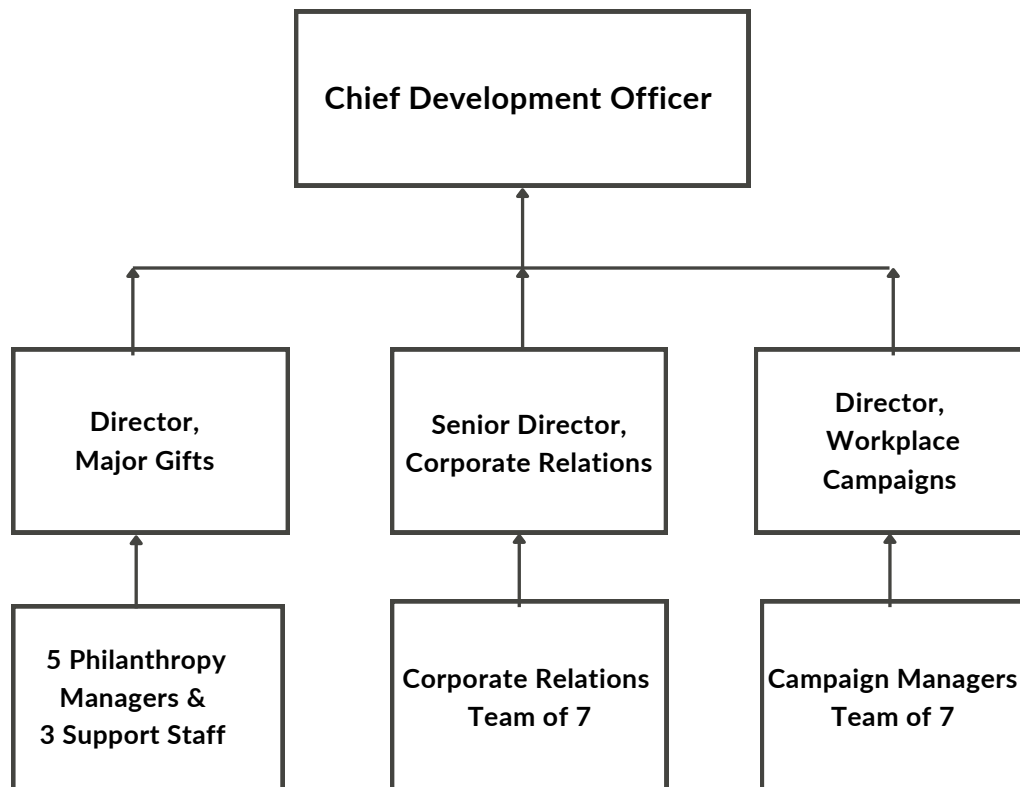 Chief Development Officer
Director,
Major Gifts
Senior Director,
Corporate Relations
Director,
Workplace
Campaigns
5 Philanthropy
Managers &
3 Support Staff
Corporate Relations
Team of 7
Campaign Managers
Team of 7